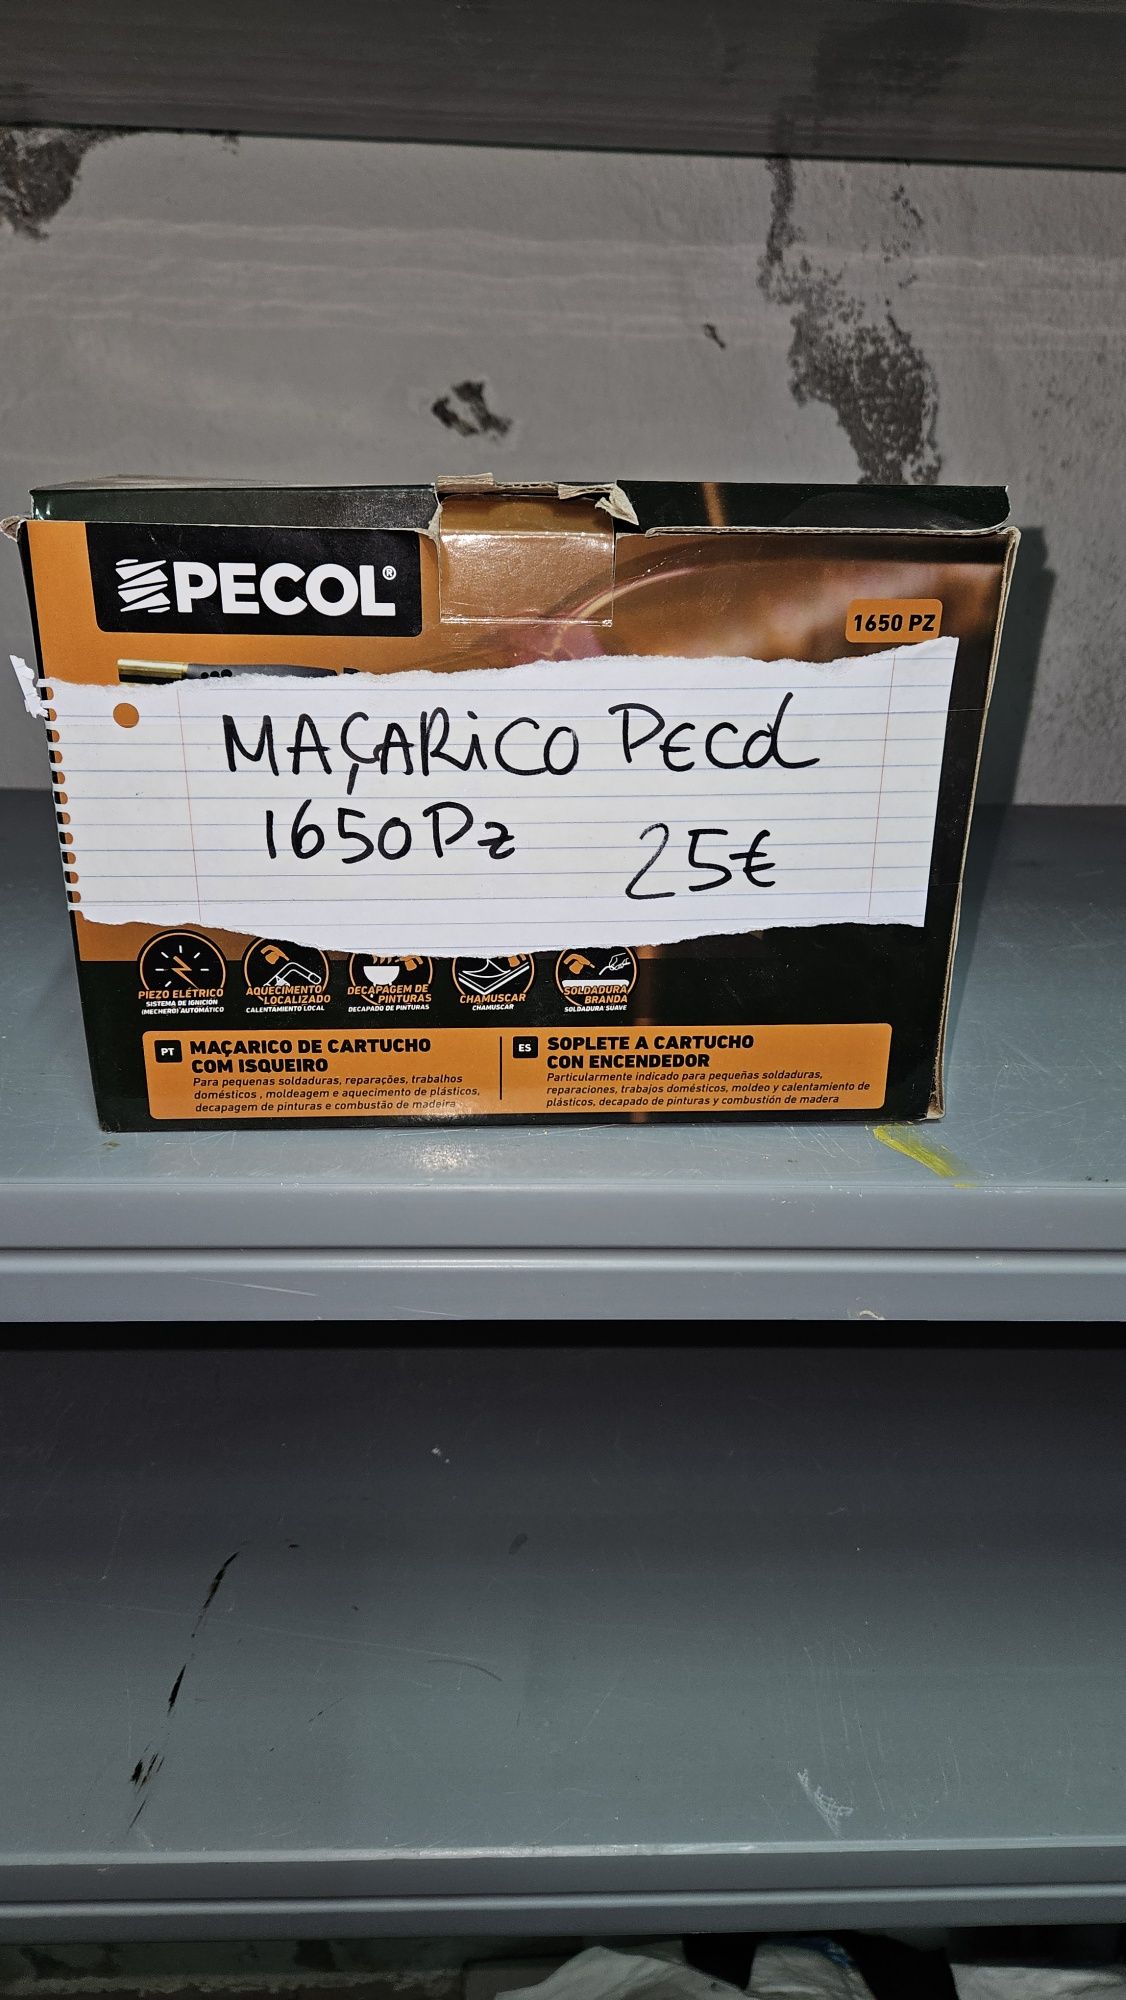 PECOL®
1650 PZ
MAÇARiCO PECOL
1650Pz 25€
PIEZO ELÉTRICO
SISTEMA DE IGNICIÓN
(MECHERO) AUTOMÁTICO
AQUECIMENTO
LOCALIZADO
CALENTAMIENTO LOCAL
DECAPAGEM DE
PINTURAS
DECAPADO DE PINTURAS
CHAMUSCAR
CHAMUSCAR
SOLDADURA
BRANDA
SOLDADURA SUAVE
PT MAÇARICO DE CARTUCHO
COM ISQUEIRO
Para pequenas soldaduras, reparações, trabalhos
domésticos , moldeagem e aquecimento de plásticos,
decapagem de pinturas e combustão de madeira
ES SOPLETE A CARTUCHO
CON ENCENDEDOR
Particularmente indicado para pequeñas soldaduras,
reparaciones, trabajos domésticos, moldeo y calentamiento de
plásticos, decapado de pinturas y combustión de madera